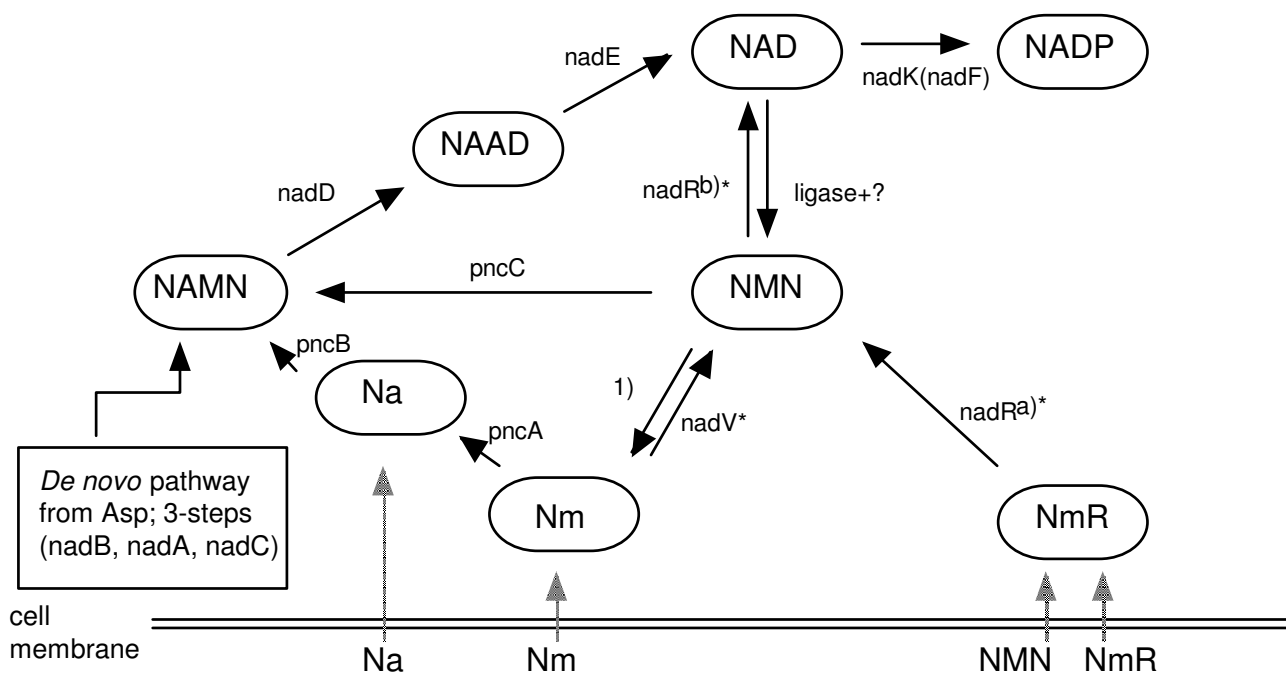 NAD
NADP
nadE
nadK(nadF)
NAAD
nadRb)*
ligase+?
nadD
NAMN
pncC
NMN
pncB
Na
1)
nadV*
nadRa)*
pncA
De novo pathway
from Asp; 3-steps
(nadB, nadA, nadC)
Nm
NmR
cell
membrane
Na
Nm
NMN
NmR